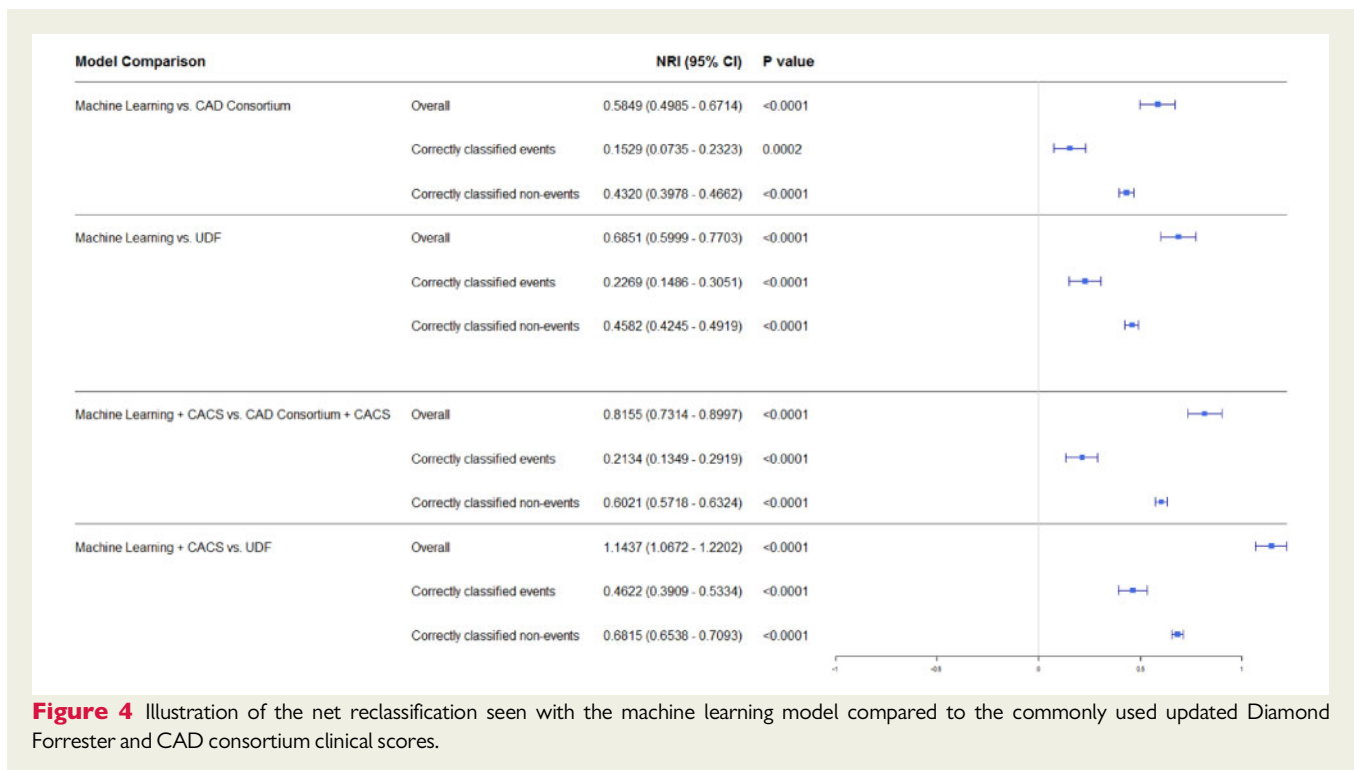 Model Comparison NRI (95% CI) P value
Machine Learning vs. CAD Consortium Overall 0.5849 (0.4985 - 0.6714) <0.0001
Correctly classified events 0.1529 (0.0735 - 0.2323) 0.0002
Correctly classified non-events 0.4320 (0.3978 - 0.4662) <0.0001
Machine Learning vs. UDF Overall 0.6851 (0.5999 - 0.7703) <0.0001
Correctly classified events 0.2269 (0.1486 - 0.3051) <0.0001
Correctly classified non-events 0.4582 (0.4245 - 0.4919) <0.0001
Machine Learning + CACS vs. CAD Consortium + CACS Overall 0.8155 (0.7314 - 0.8997) <0.0001
Correctly classified events 0.2134 (0.1349 - 0.2919) <0.0001
Correctly classified non-events 0.6021 (0.5718 - 0.6324) <0.0001
Machine Learning + CACS vs. UDF Overall 1.1437 (1.0672 - 1.2202) <0.0001
Correctly classified events 0.4622 (0.3909 - 0.5334) <0.0001
Correctly classified non-events 0.6815 (0.6538 - 0.7093) <0.0001
-1 -0.5 0 0.5 1
Figure 4 Illustration of the net reclassification seen with the machine learning model compared to the commonly used updated Diamond
Forrester and CAD consortium clinical scores.